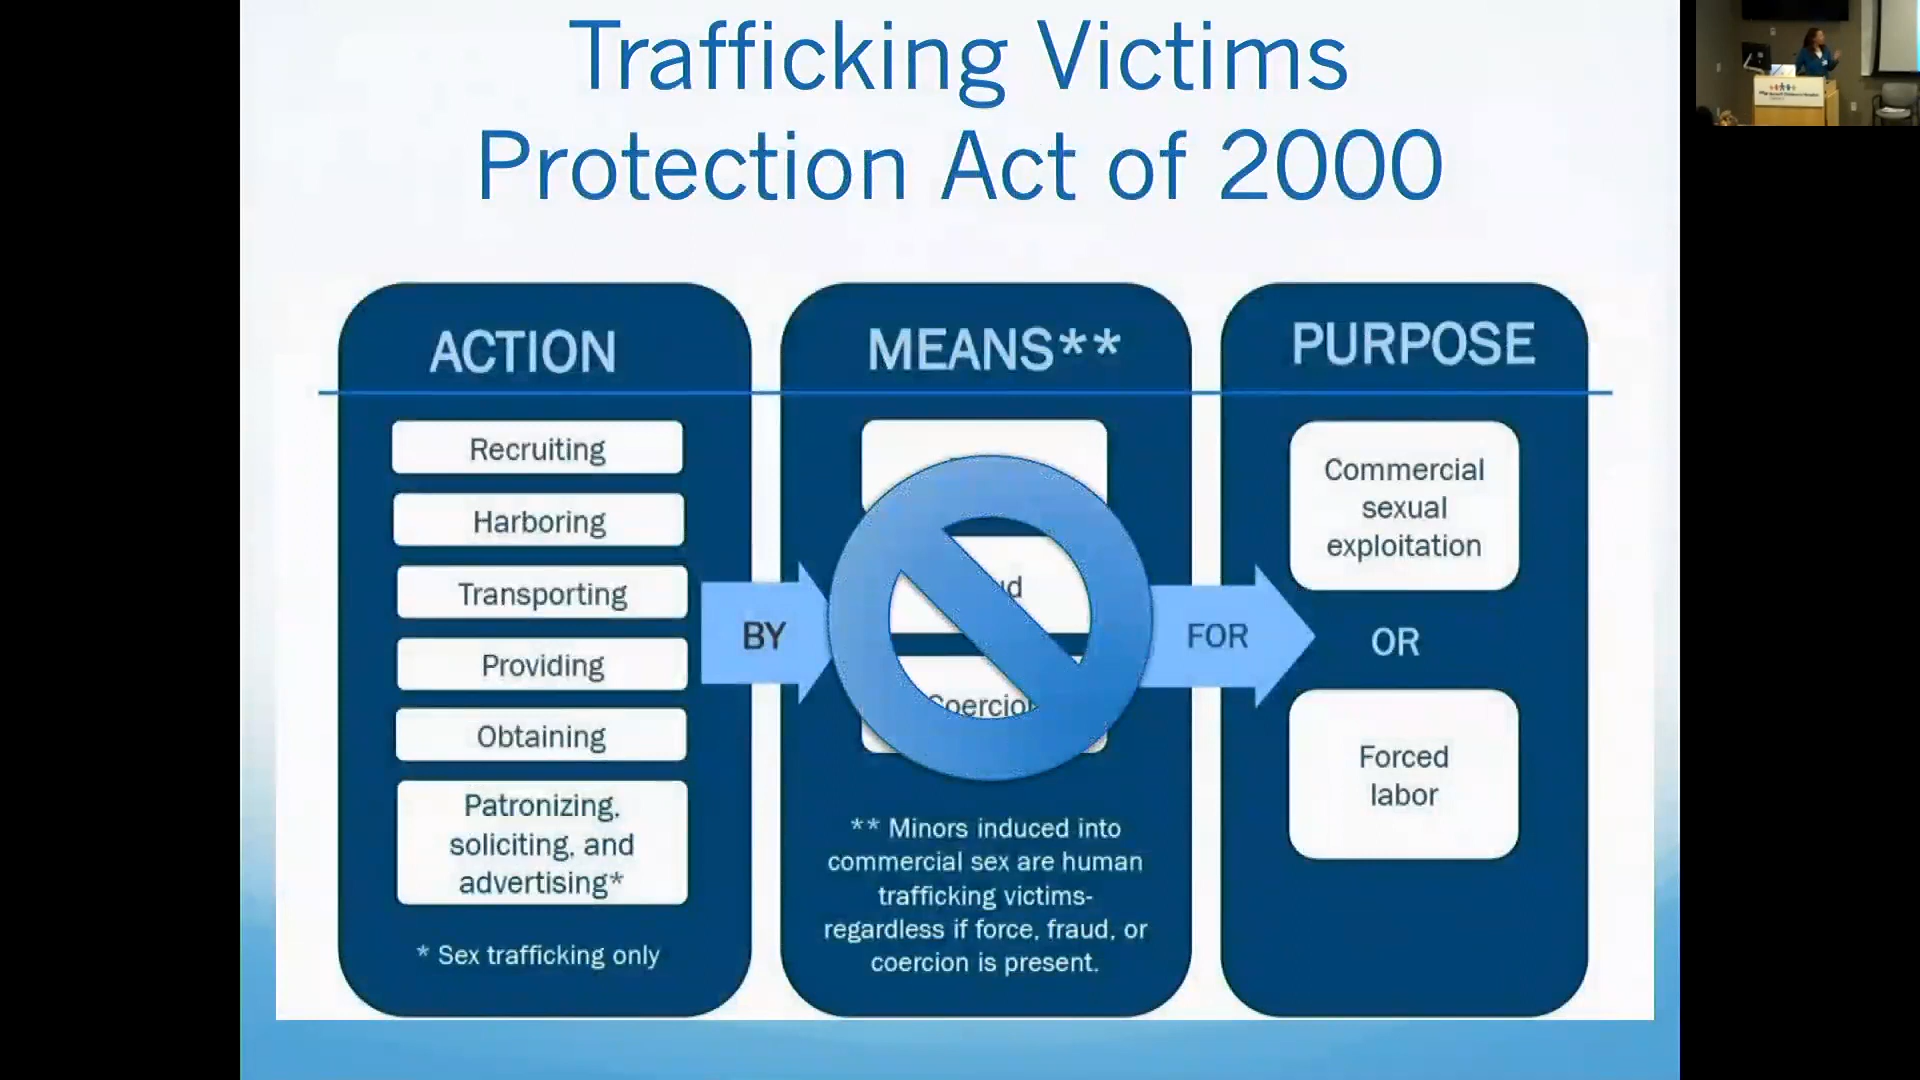 Trafficking Victims
Protection Act of 2000
ACTION
Recruiting
Harboring
Transporting
Providing
Obtaining
Patronizing,
soliciting, and
advertising*
* Sex trafficking only
BY
MEANS**
** Minors induced into
commercial sex are human
trafficking victims-
regardless if force, fraud, or
coercion is present.
FOR
PURPOSE
Commercial
sexual
exploitation
OR
Forced
labor